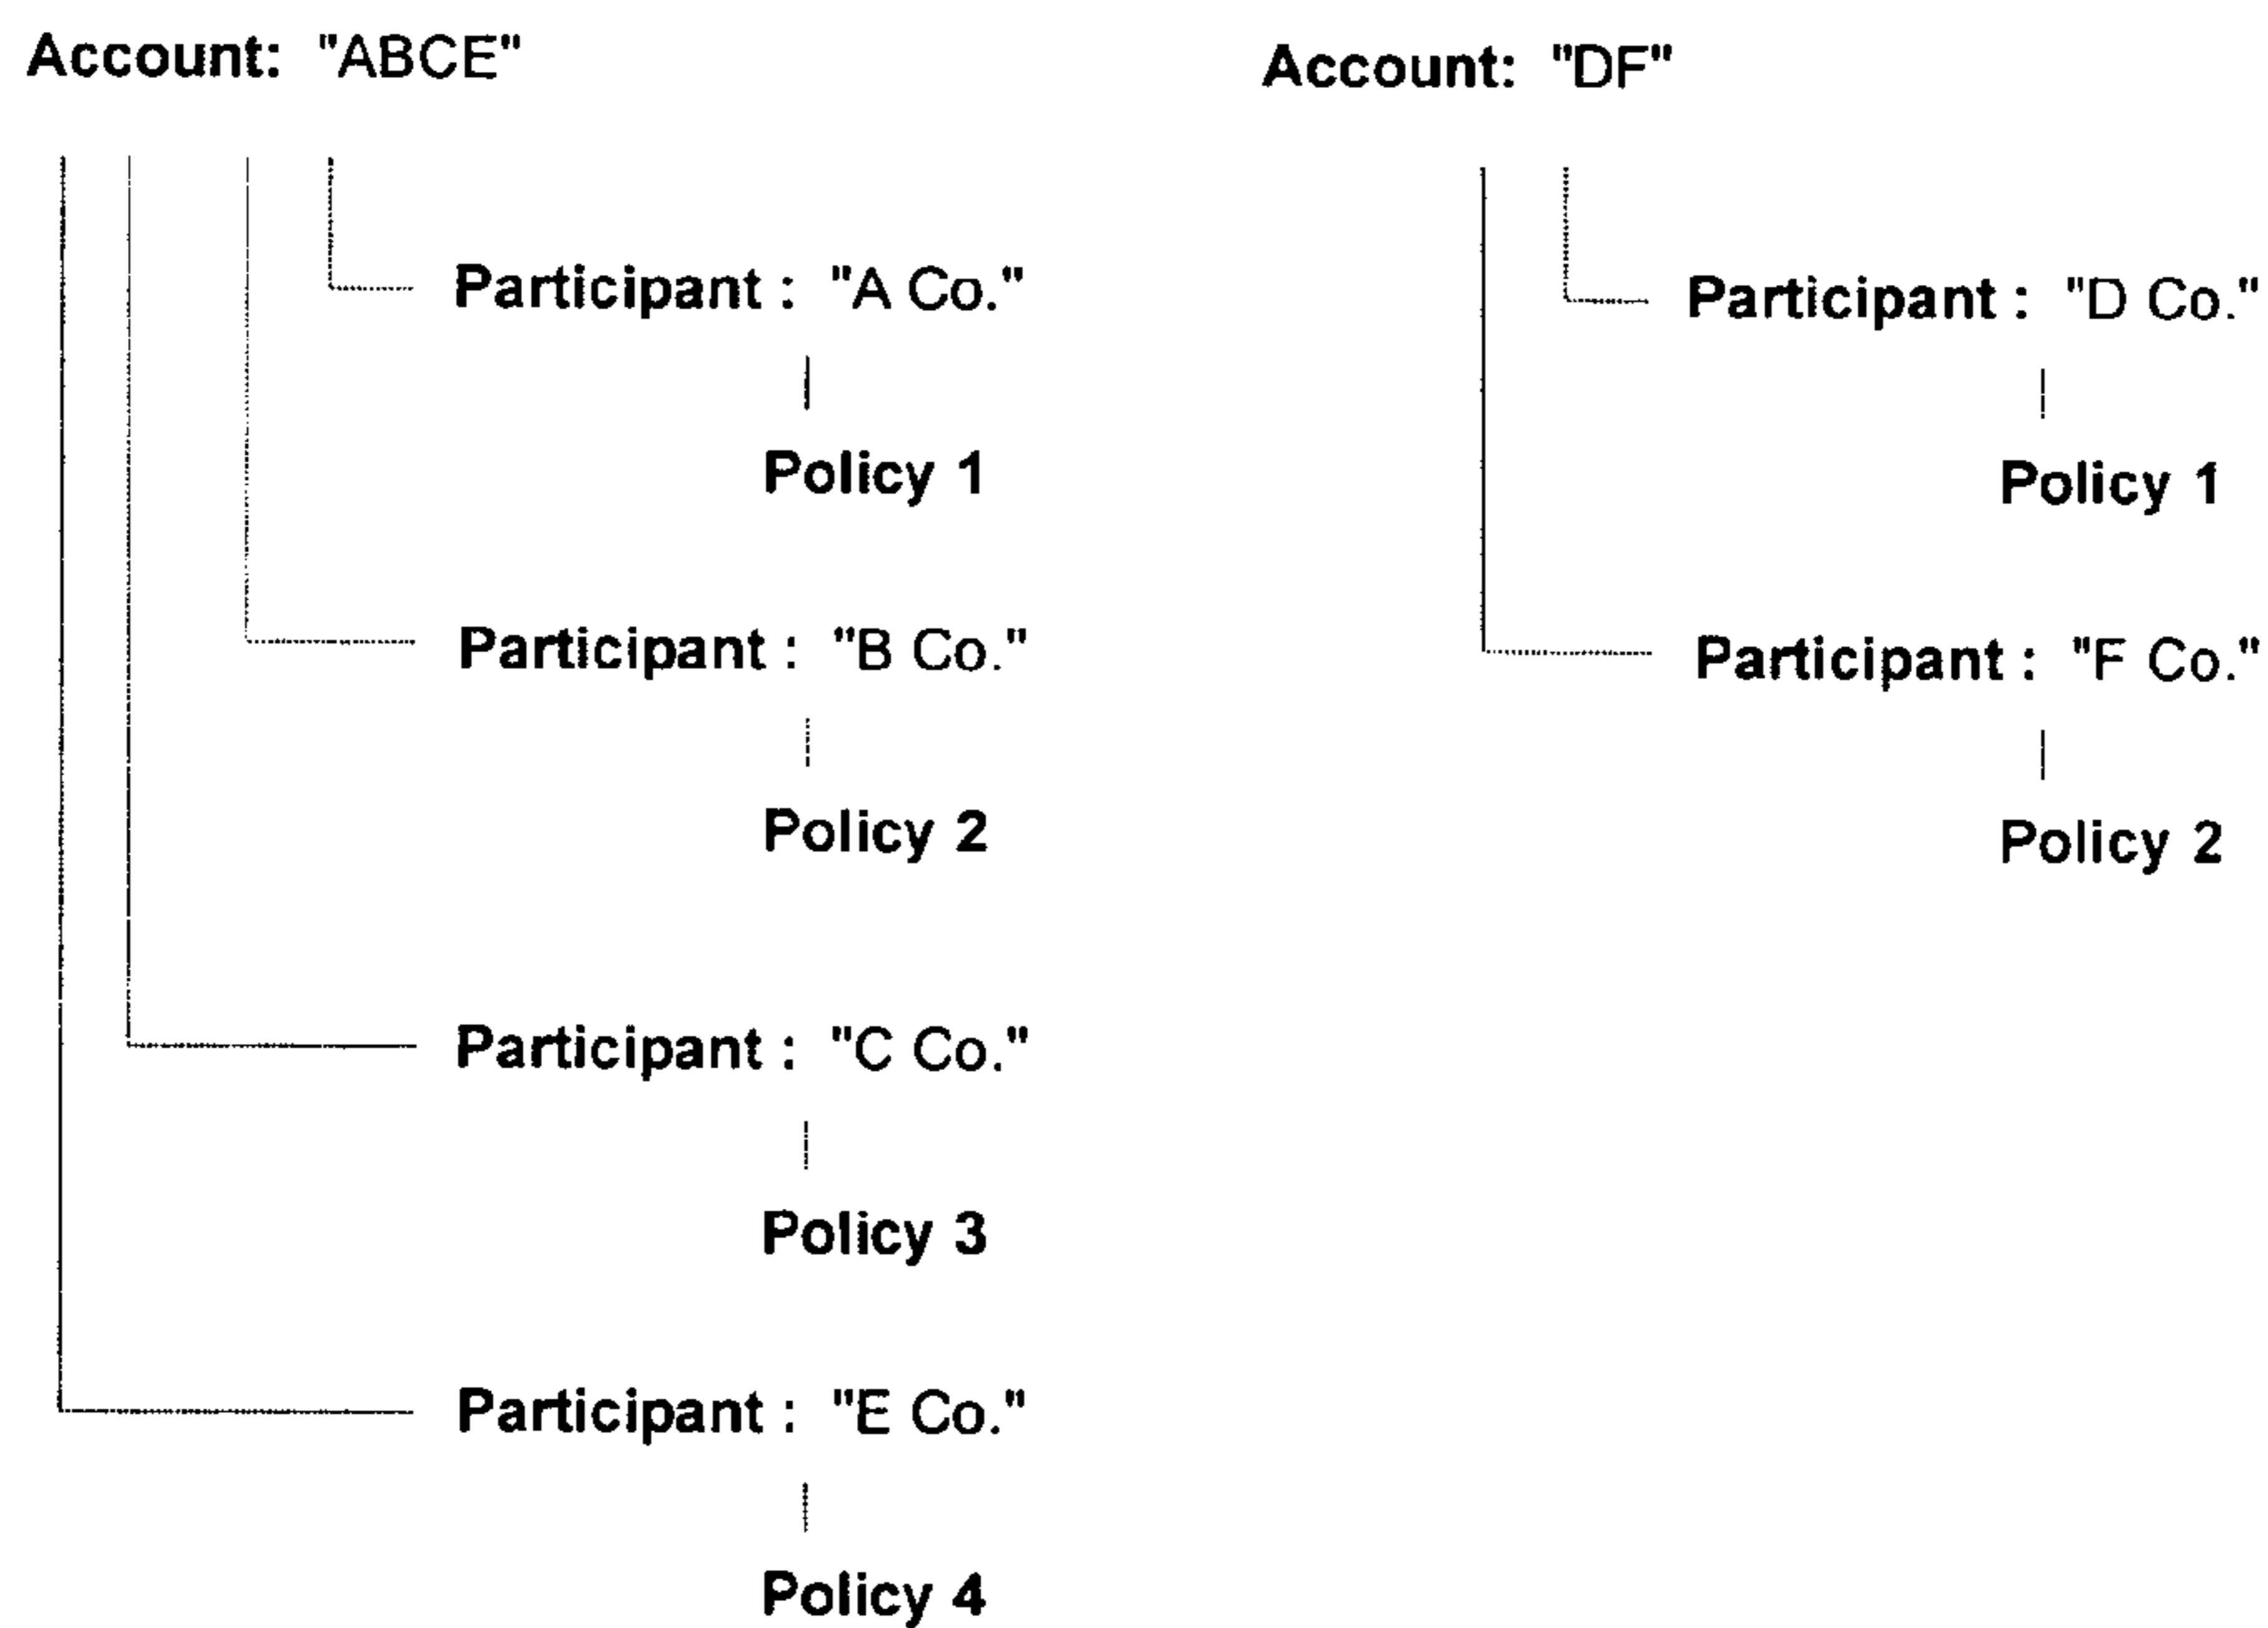 Account: "ABCE"
Participant : "A Co."
Policy 1
Participant : "B Co."
Policy 2
Participant : "C Co."
Policy 3
Participant : "E Co."
Policy 4
Account: "DF"
Participant : "D Co."
Policy 1
Participant : "F Co."
Policy 2